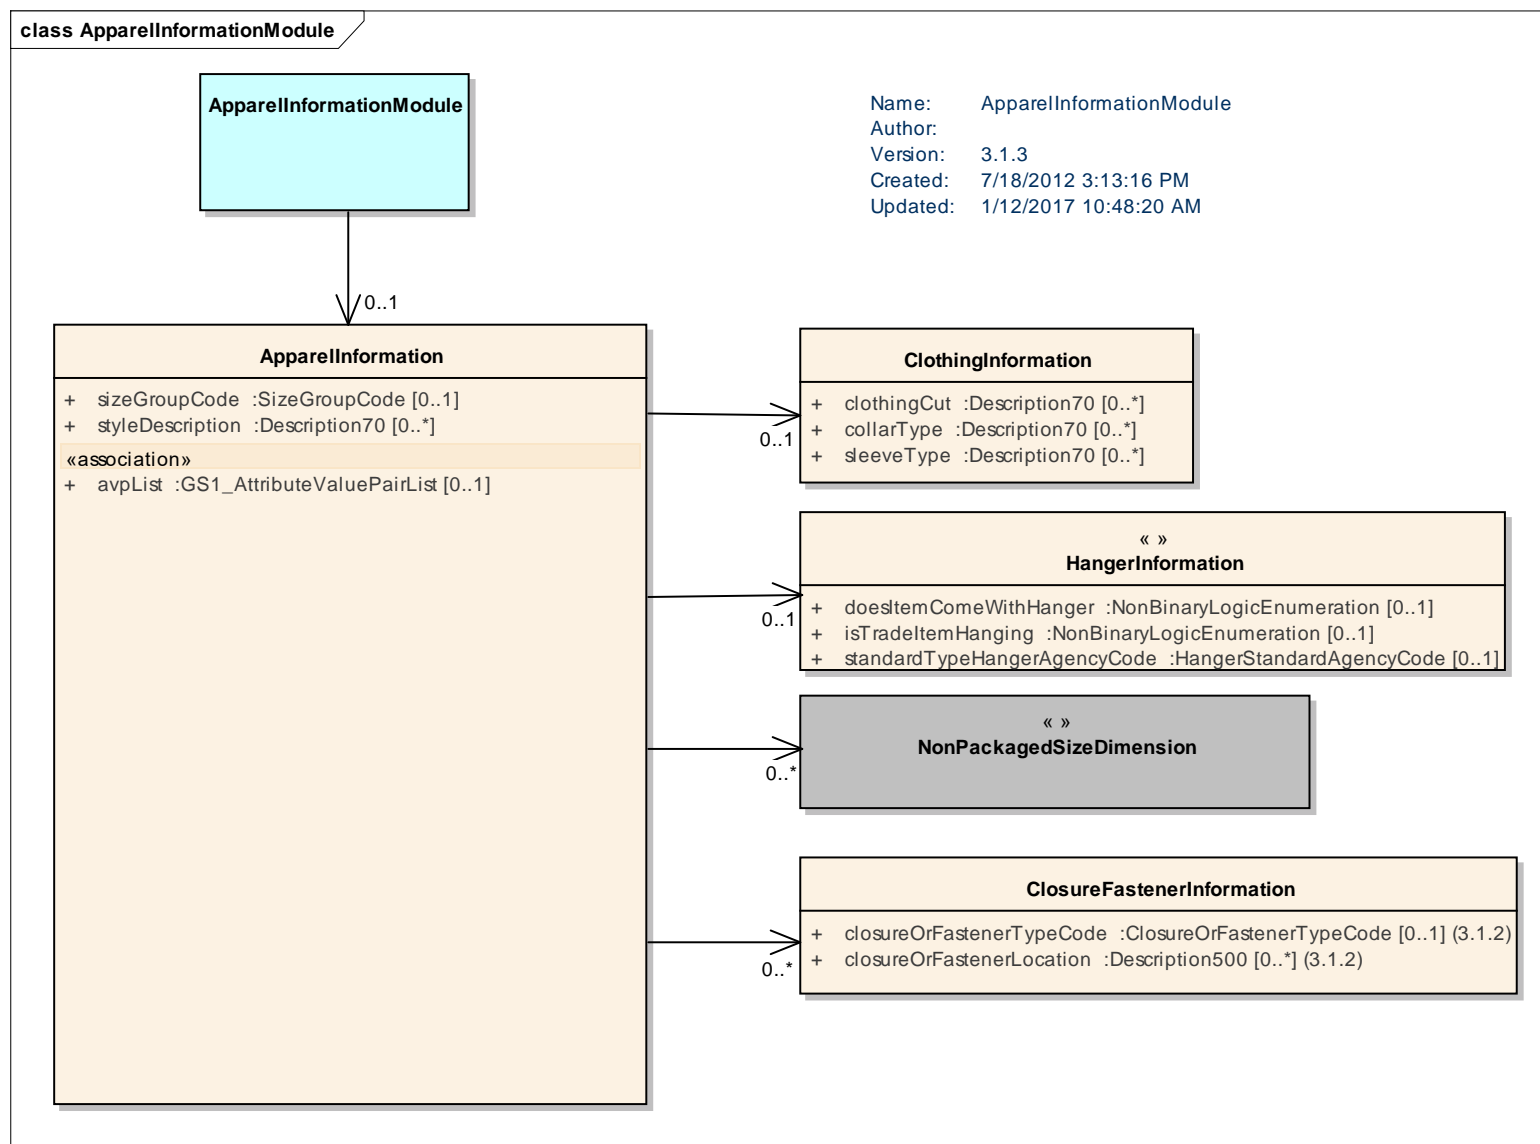 class ApparelInformationModule
ApparelInformationModule
Name: ApparelInformationModule
Author:
Version: 3.1.3
Created: 7/18/2012 3:13:16 PM
Updated: 1/12/2017 10:48:20 AM
0..1
ApparelInformation
+ sizeGroupCode :SizeGroupCode [0..1]
+ styleDescription :Description70 [0..*]
«association»
+ avpList :GS1_AttributeValuePairList [0..1]
0..1
ClothingInformation
+ clothingCut :Description70 [0..*]
+ collarType :Description70 [0..*]
+ sleeveType :Description70 [0..*]
0..1
« »
HangerInformation
+ doesItemComeWithHanger :NonBinaryLogicEnumeration [0..1]
+ isTradeItemHanging :NonBinaryLogicEnumeration [0..1]
+ standardTypeHangerAgencyCode :HangerStandardAgencyCode [0..1]
0..*
« »
NonPackagedSizeDimension
0..*
ClosureFastenerInformation
+ closureOrFastenerTypeCode :ClosureOrFastenerTypeCode [0..1] (3.1.2)
+ closureOrFastenerLocation :Description500 [0..*] (3.1.2)